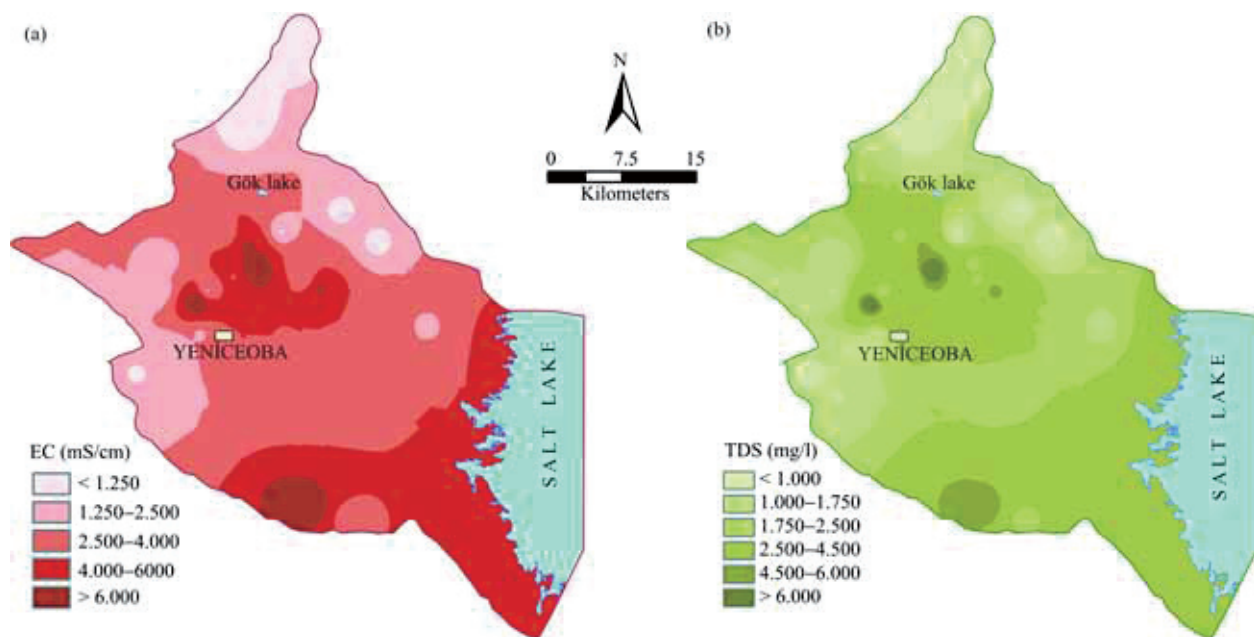 (a)
N
0 7.5 15
Kilometers
Gök lake
YENİCEOBA
SALT LAKE
EC (mS/cm)
< 1.250
1.250–2.500
2.500–4.000
4.000–6000
> 6.000
(b)
Gök lake
YENİCEOBA
SALT LAKE
TDS (mg/l)
< 1.000
1.000–1.750
1.750–2.500
2.500–4.500
4.500–6.000
> 6.000